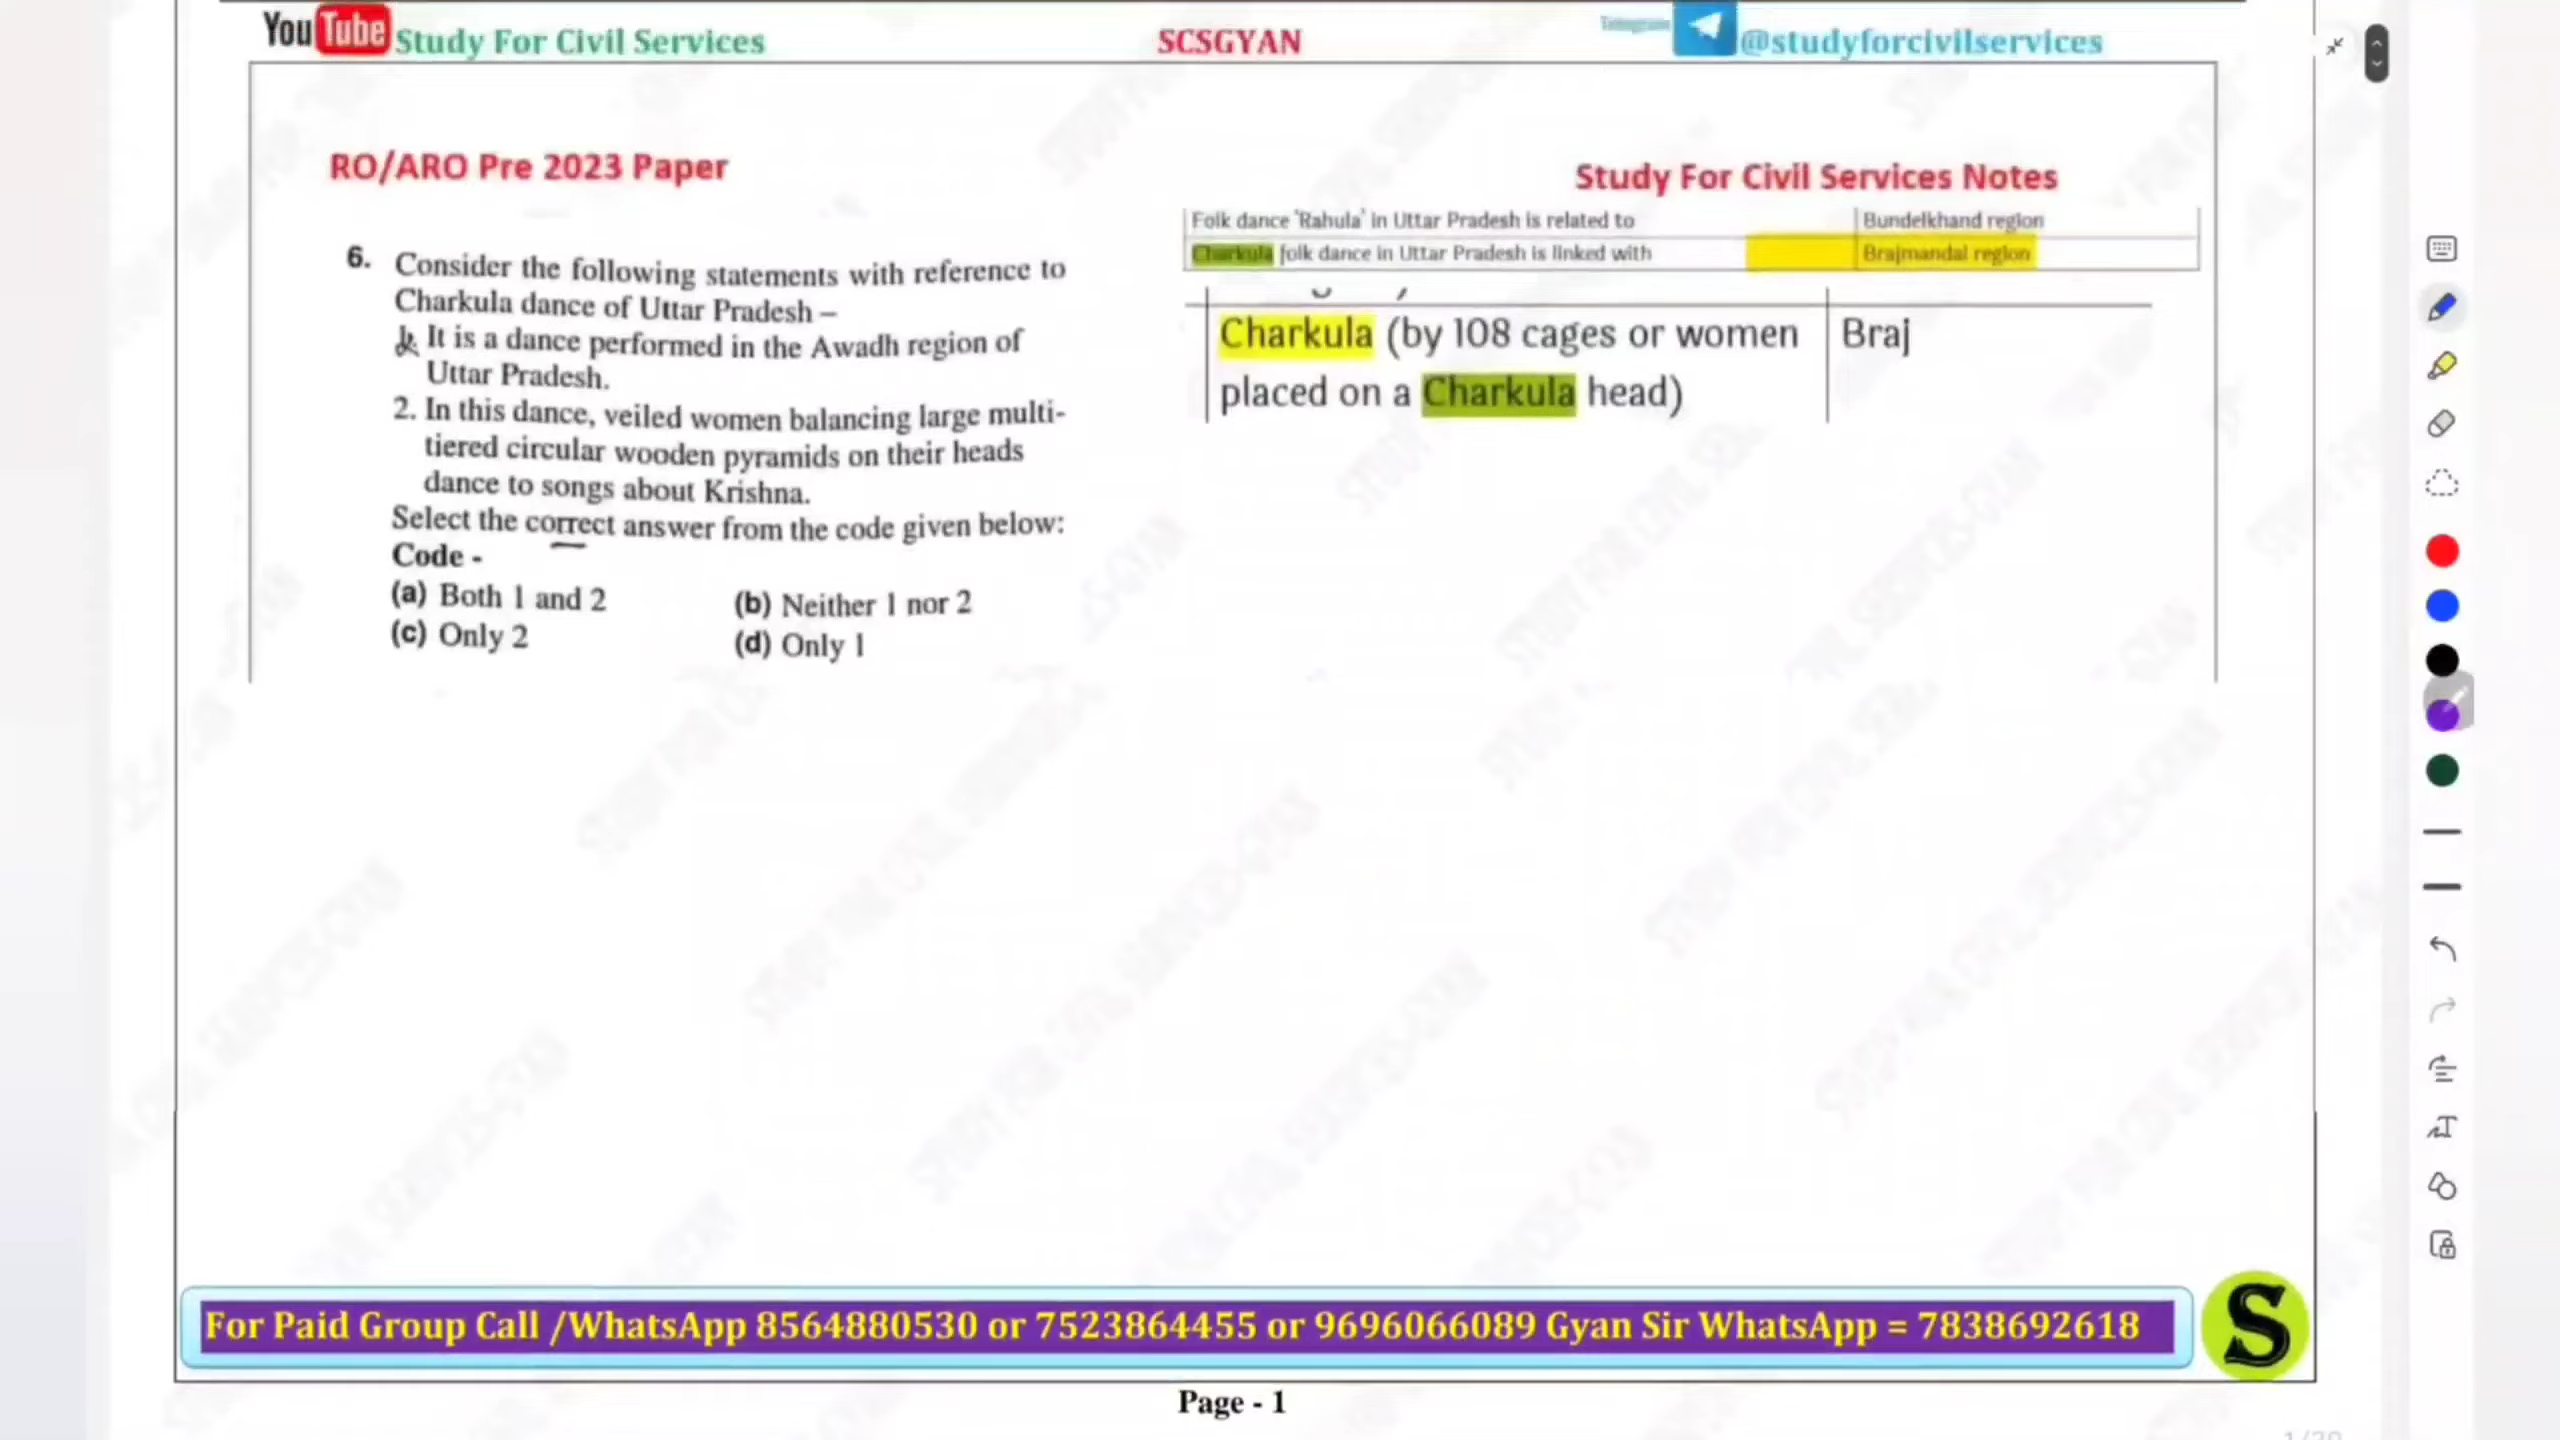 YouTube Study For Civil Services
SCSGYAN
Telegram @studyforcivilservices
RO/ARO Pre 2023 Paper
6. Consider the following statements with reference to
Charkula dance of Uttar Pradesh –
1. It is a dance performed in the Awadh region of
Uttar Pradesh.
2. In this dance, veiled women balancing large multi-
tiered circular wooden pyramids on their heads
dance to songs about Krishna.
Select the correct answer from the code given below:
Code -
(a) Both 1 and 2 (b) Neither 1 nor 2
(c) Only 2 (d) Only 1
Study For Civil Services Notes
Folk dance 'Rahula' in Uttar Pradesh is related to Bundelkhand region
Charkula folk dance in Uttar Pradesh is linked with Brajmandal region
Charkula (by 108 cages or women Braj
placed on a Charkula head)
For Paid Group Call /WhatsApp 8564880530 or 7523864455 or 9696066089 Gyan Sir WhatsApp = 7838692618
S
Page - 1